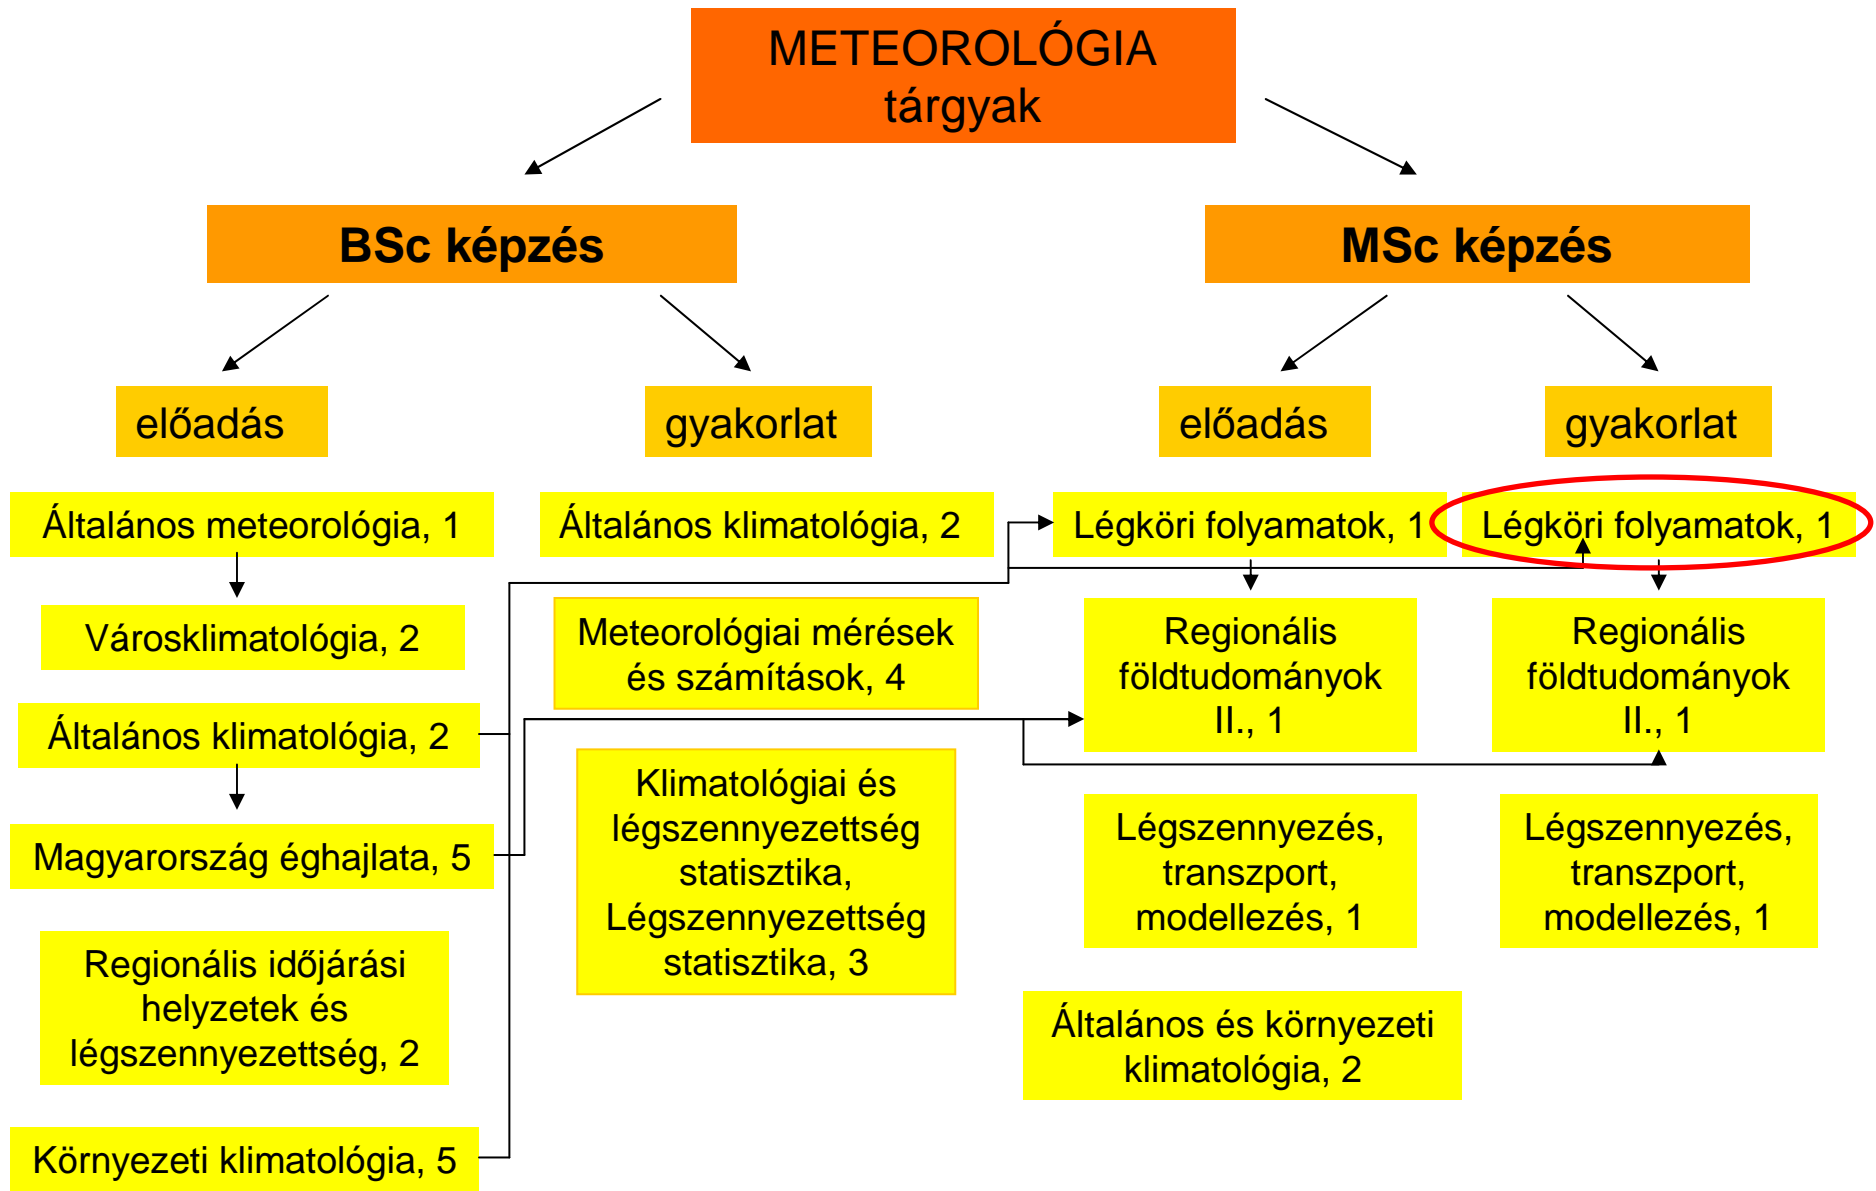 METEOROLÓGIA
tárgyak
BSc képzés
MSc képzés
előadás
gyakorlat
előadás
gyakorlat
Általános meteorológia, 1
Városklimatológia, 2
Általános klimatológia, 2
Magyarország éghajlata, 5
Regionális időjárási
helyzetek és
légszennyezettség, 2
Környezeti klimatológia, 5
Általános klimatológia, 2
Meteorológiai mérések
és számítások, 4
Klimatológiai és
légszennyezettség
statisztika,
Légszennyezettség
statisztika, 3
Légköri folyamatok, 1
Regionális
földtudományok
II., 1
Légszennyezés,
transzport,
modellezés, 1
Általános és környezeti
klimatológia, 2
Légköri folyamatok, 1
Regionális
földtudományok
II., 1
Légszennyezés,
transzport,
modellezés, 1